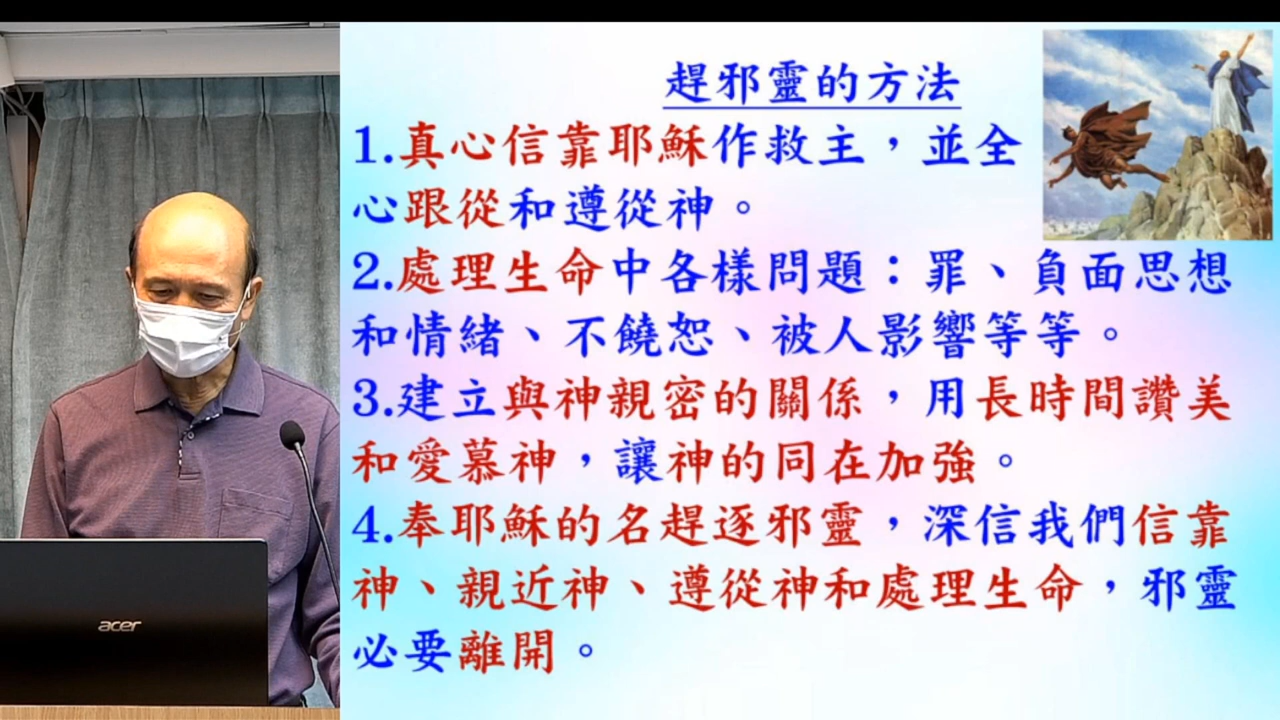 趕邪靈的方法
1.真心信靠耶穌作救主，並全
心跟從和遵從神。
2.處理生命中各樣問題：罪、負面思想
和情緒、不饒恕、被人影響等等。
3.建立與神親密的關係，用長時間讚美
和愛慕神，讓神的同在加強。
4.奉耶穌的名趕逐邪靈，深信我們信靠
神、親近神、遵從神和處理生命，邪靈
必要離開。
acer